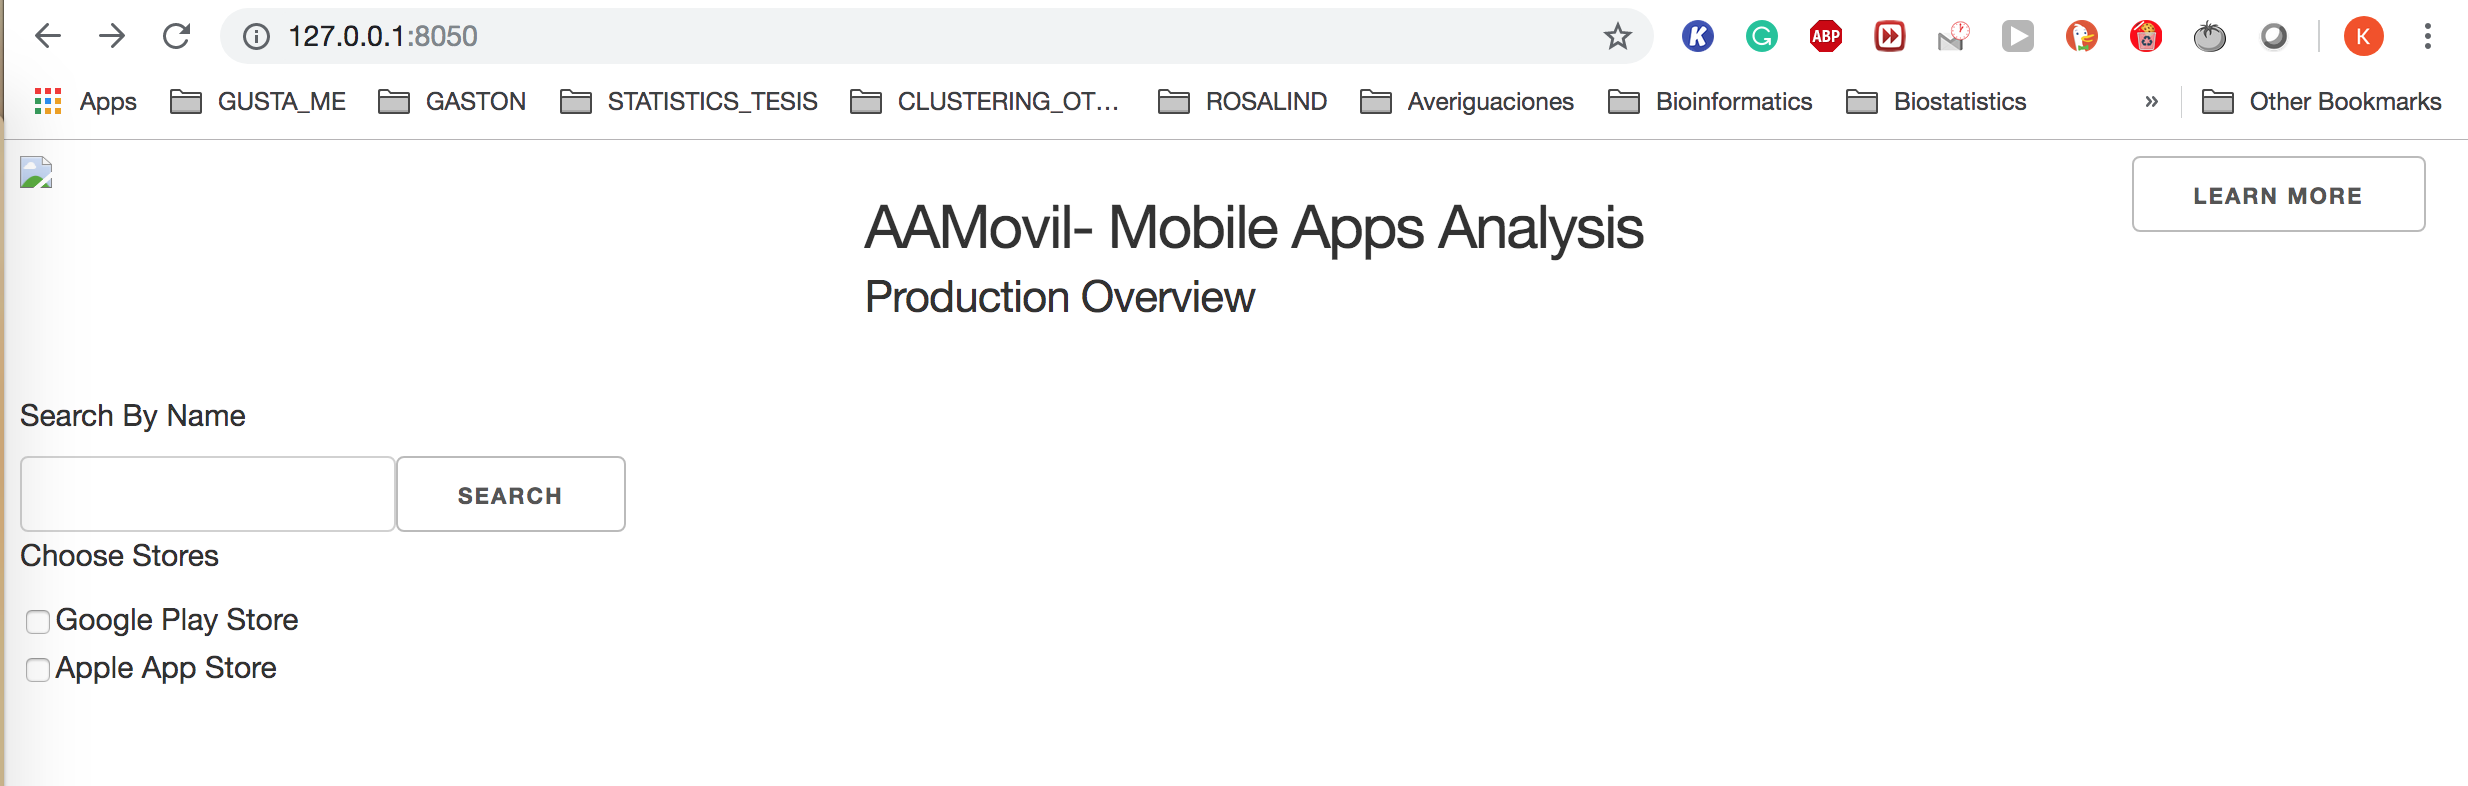 127.0.0.1:8050
ABP
K
Apps GUSTA_ME GASTON STATISTICS_TESIS CLUSTERING_OT... ROSALIND Averiguaciones Bioinformatics Biostatistics » Other Bookmarks
LEARN MORE
AAMovil- Mobile Apps Analysis
Production Overview
Search By Name
SEARCH
Choose Stores
Google Play Store
Apple App Store